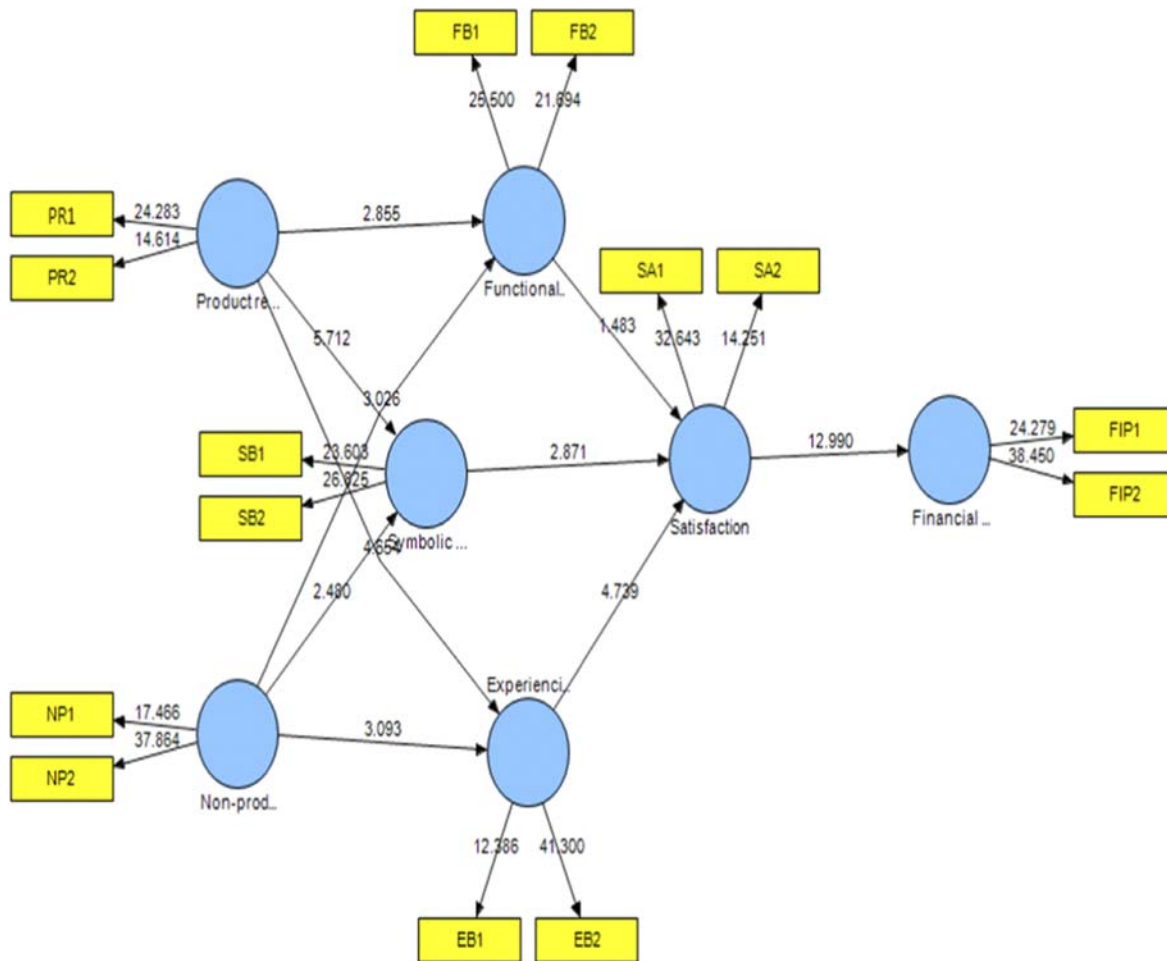 FB1
FB2
25.500
21.694
PR1
24.283
14.614
PR2
2.855
Product re...
Functional..
SA1
SA2
5.712
1.483
32.643
14.251
3.026
SB1
23.603
26.625
SB2
2.871
12.990
24.279
FIP1
38.450
FIP2
Symbolic ...
Satisfaction
Financial ..
4.654
2.480
4.739
Experienci..
NP1
17.466
37.864
NP2
3.093
Non-prod..
12.386
41.300
EB1
EB2